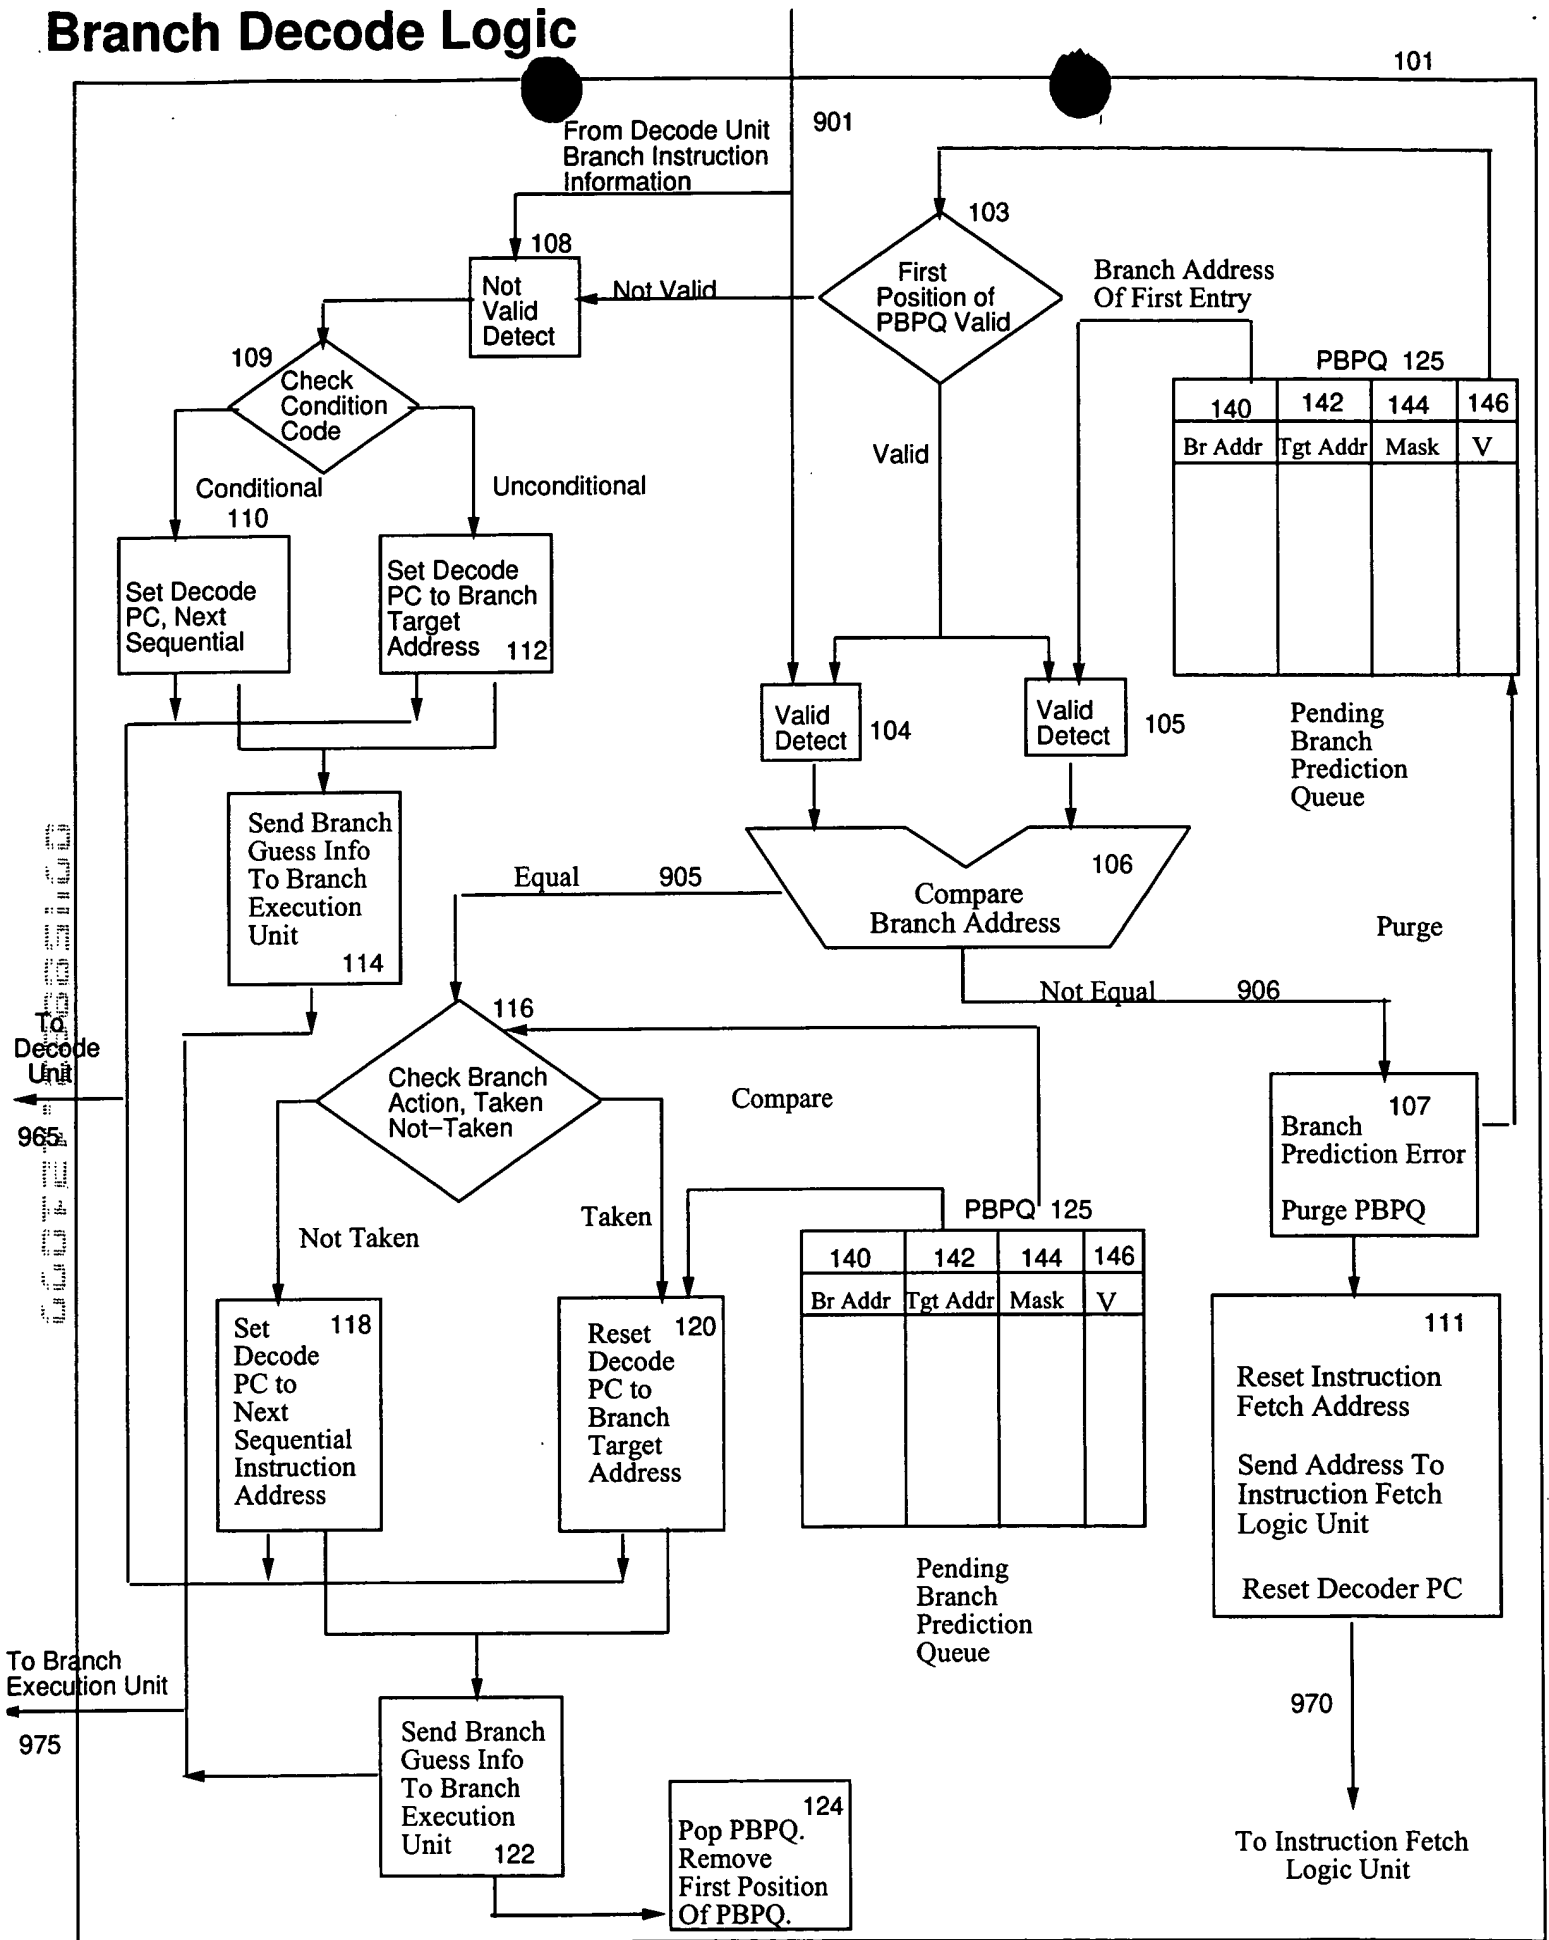 Branch Decode Logic
101
From Decode Unit
Branch Instruction
Information
901
103
First
Position of
PBPQ Valid
108
Not
Valid
Detect
Not Valid
Branch Address
Of First Entry
109
Check
Condition
Code
PBPQ 125
140 142 144 146
Br Addr Tgt Addr Mask V
Valid
Conditional
Unconditional
110
Set Decode
PC, Next
Sequential
Set Decode
PC to Branch
Target
Address 112
Valid
Detect
104
Valid
Detect
105
Pending
Branch
Prediction
Queue
Send Branch
Guess Info
To Branch
Execution
Unit
114
Equal 905
106
Compare
Branch Address
Purge
Not Equal 906
To
Decode
Unit
965
116
Check Branch
Action, Taken
Not-Taken
Compare
107
Branch
Prediction Error
Purge PBPQ
Not Taken
Taken
PBPQ 125
140 142 144 146
Br Addr Tgt Addr Mask V
118
Set
Decode
PC to
Next
Sequential
Instruction
Address
120
Reset
Decode
PC to
Branch
Target
Address
111
Reset Instruction
Fetch Address
Send Address To
Instruction Fetch
Logic Unit
Reset Decoder PC
Pending
Branch
Prediction
Queue
To Branch
Execution Unit
975
970
Send Branch
Guess Info
To Branch
Execution
Unit
122
124
Pop PBPQ.
Remove
First Position
Of PBPQ.
To Instruction Fetch
Logic Unit